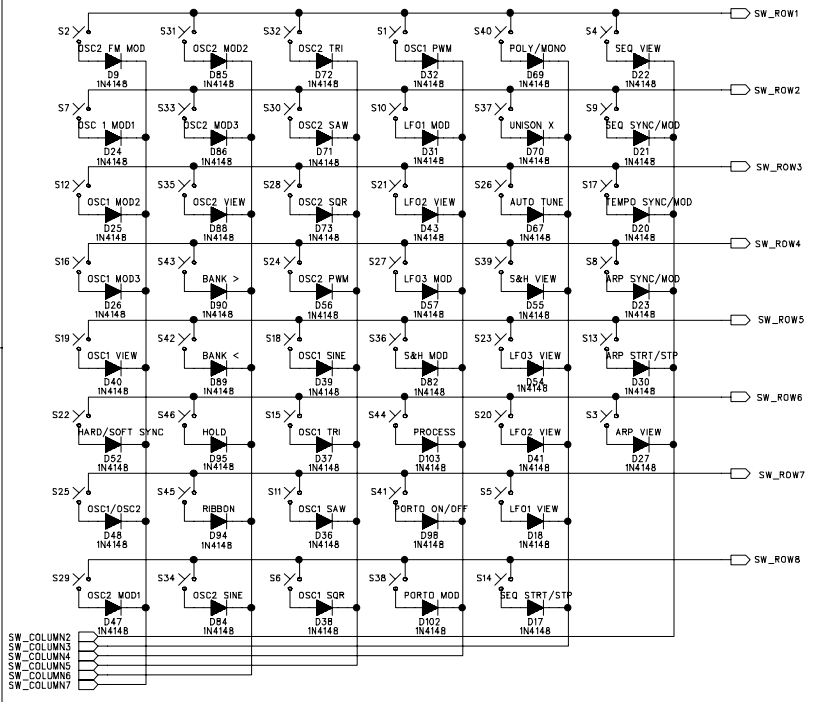 SW_ROW1
S2 S31 S32 S1 S40 S4
OSC2 FM MOD OSC2 MOD2 OSC2 TRI OSC1 PWM POLY/MONO SEQ VIEW
D9 D85 D72 D32 D69 D22
1N4148 1N4148 1N4148 1N4148 1N4148 1N4148
SW_ROW2
S7 S33 S30 S10 S37 S9
OSC 1 MOD1 OSC2 MOD3 OSC2 SAW LFO1 MOD UNISON X SEQ SYNC/MOD
D24 D86 D71 D31 D70 D21
1N4148 1N4148 1N4148 1N4148 1N4148 1N4148
SW_ROW3
S12 S35 S28 S21 S26 S17
OSC1 MOD2 OSC2 VIEW OSC2 SQR LFO2 VIEW AUTO TUNE TEMPO SYNC/MOD
D25 D88 D73 D43 D67 D20
1N4148 1N4148 1N4148 1N4148 1N4148 1N4148
SW_ROW4
S16 S43 S24 S27 S39 S8
OSC1 MOD3 BANK > OSC2 PWM LFO3 MOD S&H VIEW ARP SYNC/MOD
D26 D90 D56 D57 D55 D23
1N4148 1N4148 1N4148 1N4148 1N4148 1N4148
SW_ROW5
S19 S42 S18 S36 S23 S13
OSC1 VIEW BANK < OSC1 SINE S&H MOD LFO3 VIEW ARP STRT/STP
D40 D89 D39 D82 D54 D30
1N4148 1N4148 1N4148 1N4148 1N4148 1N4148
SW_ROW6
S22 S46 S15 S44 S20 S3
HARD/SOFT SYNC HOLD OSC1 TRI PROCESS LFO2 VIEW ARP VIEW
D52 D95 D37 D103 D41 D27
1N4148 1N4148 1N4148 1N4148 1N4148 1N4148
SW_ROW7
S25 S45 S11 S41 S5
OSC1/OSC2 RIBBON OSC1 SAW PORTO ON/OFF LFO1 VIEW
D48 D94 D36 D98 D18
1N4148 1N4148 1N4148 1N4148 1N4148
SW_ROW8
S29 S34 S6 S38 S14
OSC2 MOD1 OSC2 SINE OSC1 SQR PORTO MOD SEQ STRT/STP
D47 D84 D38 D102 D17
1N4148 1N4148 1N4148 1N4148 1N4148
SW_COLUMN2
SW_COLUMN3
SW_COLUMN4
SW_COLUMN5
SW_COLUMN6
SW_COLUMN7